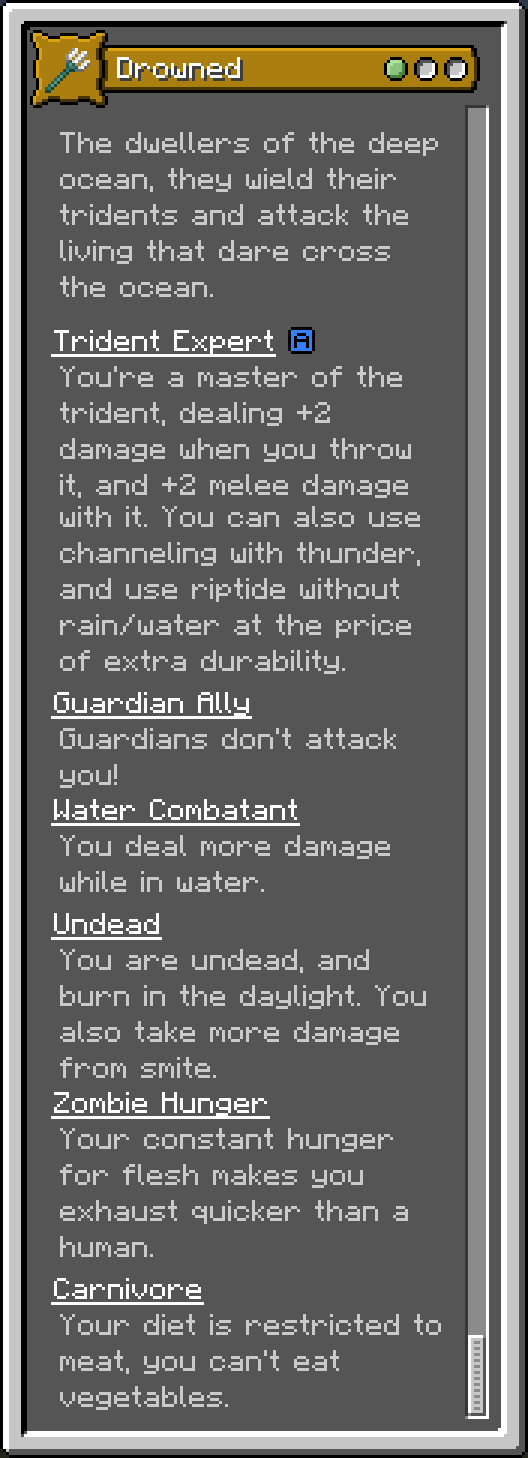 Drowned
The dwellers of the deep
ocean, they wield their
tridents and attack the
living that dare cross
the ocean.
Trident Expert A
You're a master of the
trident, dealing +2
damage when you throw
it, and +2 melee damage
with it. You can also use
channeling with thunder,
and use riptide without
rain/water at the price
of extra durability.
Guardian Ally
Guardians don't attack
you!
Water Combatant
You deal more damage
while in water.
Undead
You are undead, and
burn in the daylight. You
also take more damage
from smite.
Zombie Hunger
Your constant hunger
for flesh makes you
exhaust quicker than a
human.
Carnivore
Your diet is restricted to
meat, you can't eat
vegetables.